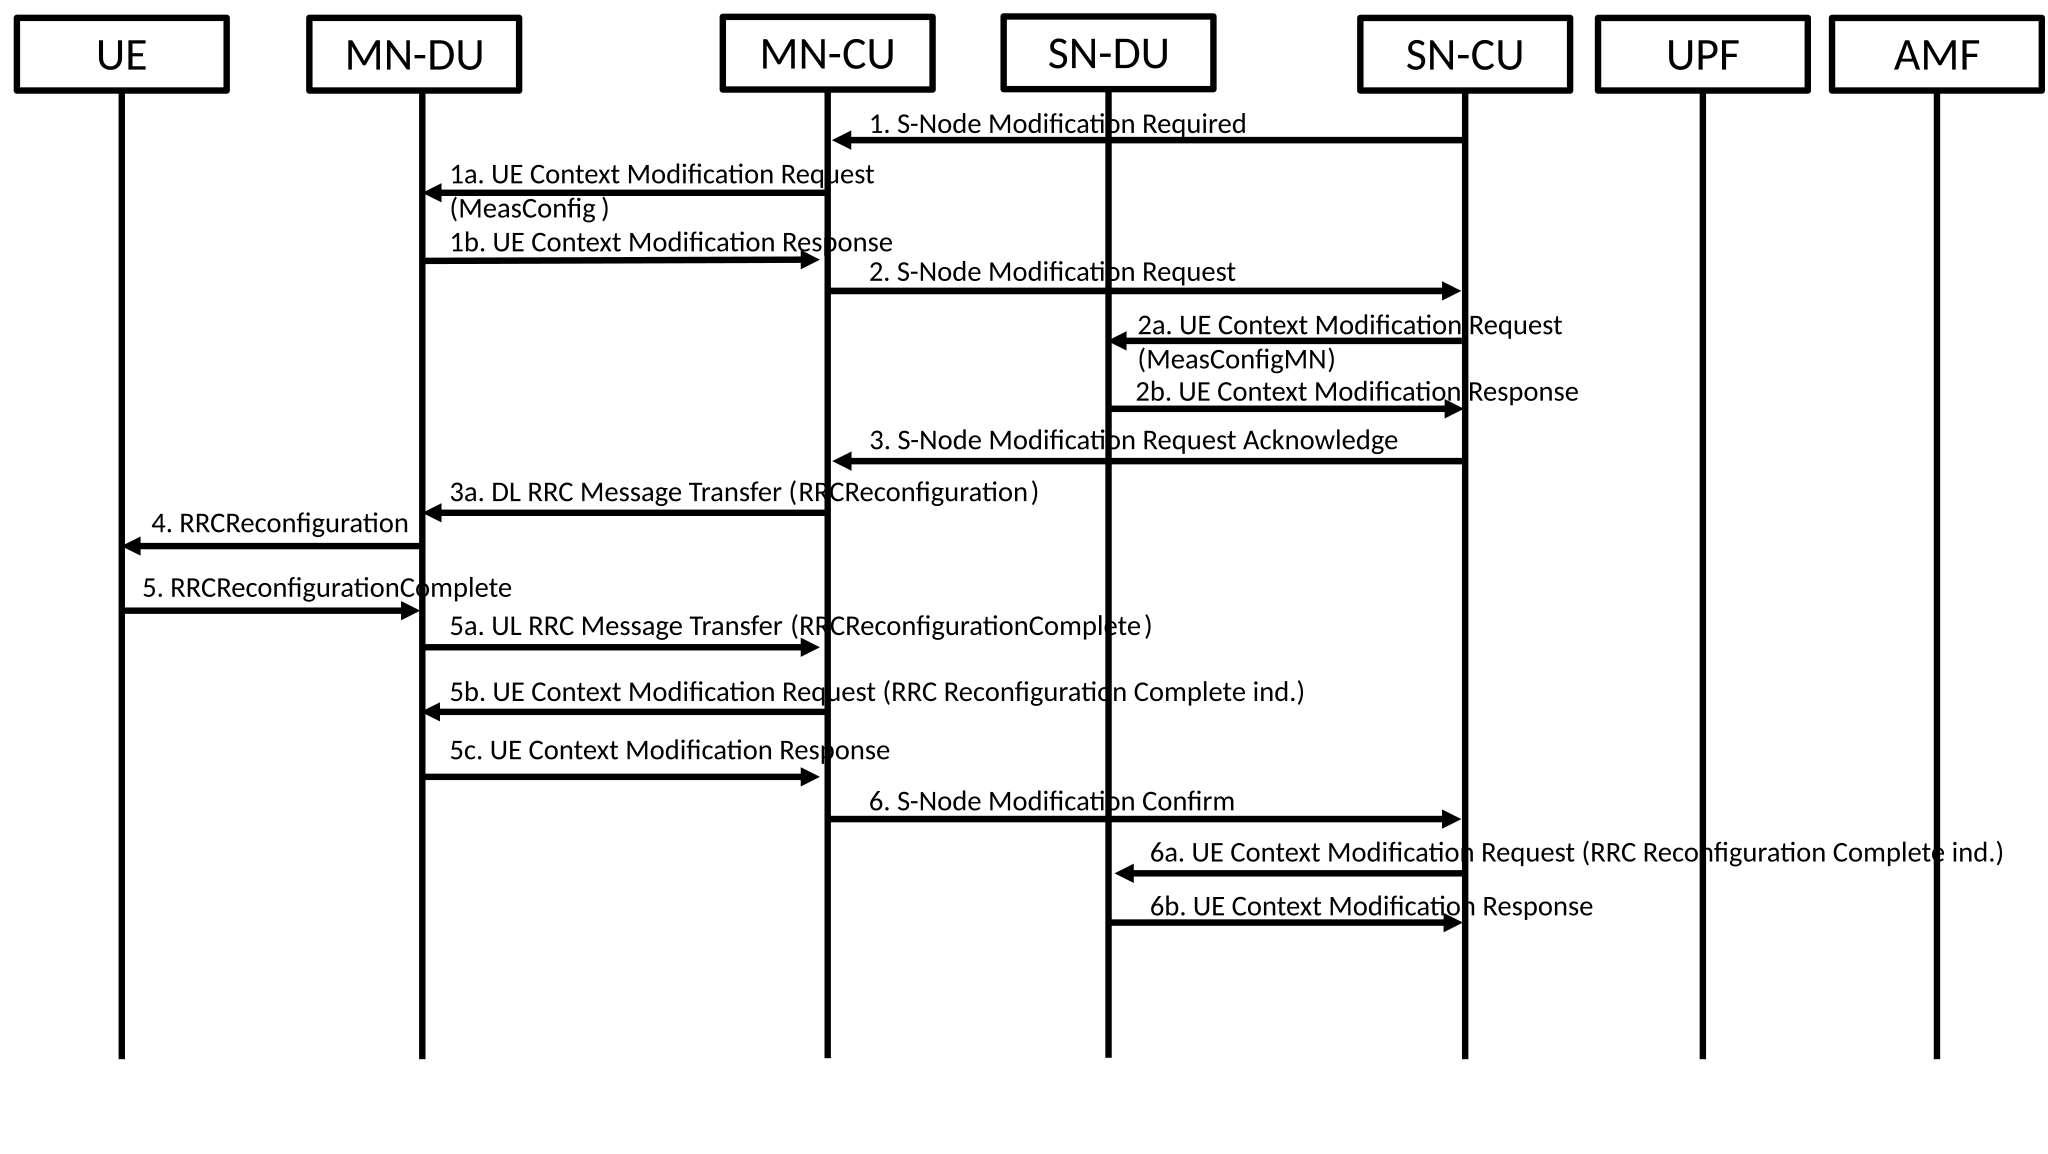 UE
MN-DU
MN-CU
SN-DU
SN-CU
UPF
AMF
1. S-Node Modification Required
1a. UE Context Modification Request
(MeasConfig )
1b. UE Context Modification Response
2. S-Node Modification Request
2a. UE Context Modification Request
(MeasConfigMN)
2b. UE Context Modification Response
3. S-Node Modification Request Acknowledge
3a. DL RRC Message Transfer (RRCReconfiguration)
4. RRCReconfiguration
5. RRCReconfigurationComplete
5a. UL RRC Message Transfer (RRCReconfigurationComplete)
5b. UE Context Modification Request (RRC Reconfiguration Complete ind.)
5c. UE Context Modification Response
6. S-Node Modification Confirm
6a. UE Context Modification Request (RRC Reconfiguration Complete ind.)
6b. UE Context Modification Response